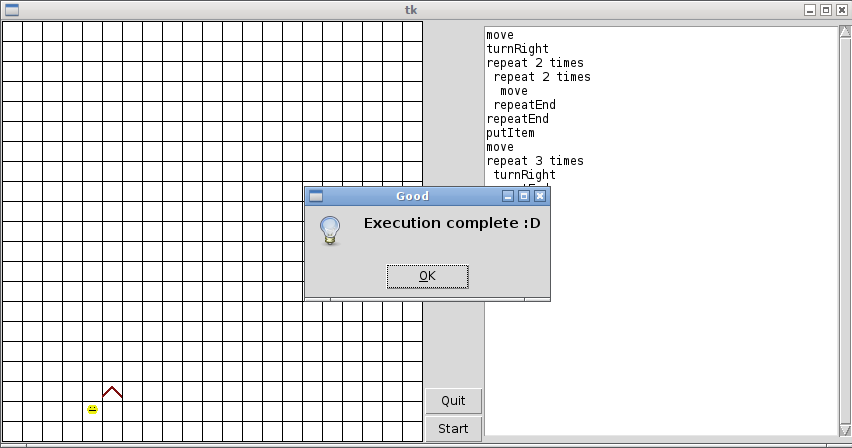 tk
move
turnRight
repeat 2 times
repeat 2 times
move
repeatEnd
repeatEnd
putItem
move
repeat 3 times
turnRight
Good
Execution complete :D
OK
Quit
Start